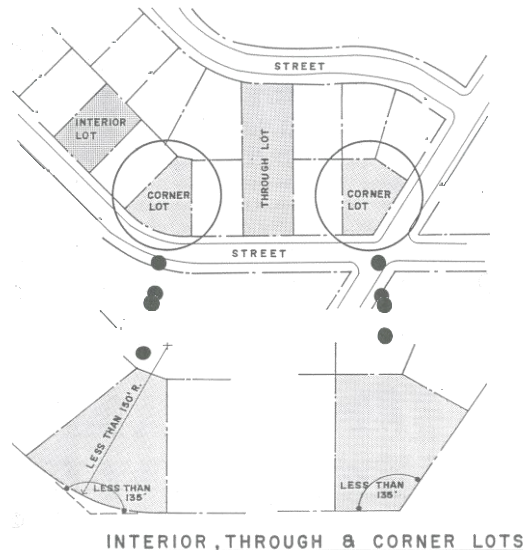 STREET
INTERIOR
LOT
THROUGH LOT
CORNER
LOT
CORNER
LOT
STREET
LESS THAN 150' R.
LESS THAN
135°
LESS THAN
135°
INTERIOR, THROUGH & CORNER LOTS